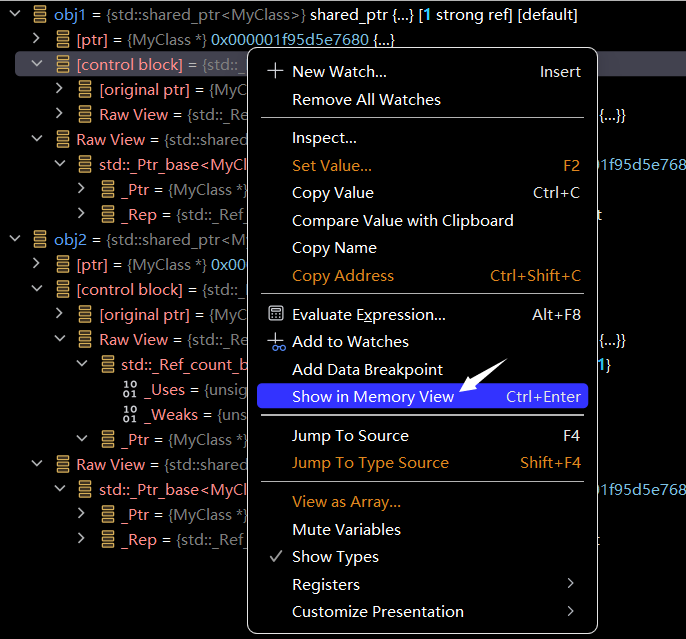 obj1 = {std::shared_ptr<MyClass>} shared_ptr {...} [1 strong ref] [default]
[ptr] = {MyClass *} 0x000001f95d5e7680 {...}
[control block] = {std::_
[original ptr] = {MyC
Raw View = {std::_Re {...}}
Raw View = {std::shared
std::_Ptr_base<MyCl 01f95d5e768
_Ptr = {MyClass *}
_Rep = {std::_Ref_ t
obj2 = {std::shared_ptr<M
[ptr] = {MyClass *} 0x00
[control block] = {std::_
[original ptr] = {MyC
Raw View = {std::_Re {...}}
std::_Ref_count_b 1}
10
01 _Uses = {unsig
10
01 _Weaks = {uns
_Ptr = {MyClass *}
Raw View = {std::shared
std::_Ptr_base<MyCl 01f95d5e768
_Ptr = {MyClass *}
_Rep = {std::_Ref_
New Watch... Insert
Remove All Watches
Inspect...
Set Value... F2
Copy Value Ctrl+C
Compare Value with Clipboard
Copy Name
Copy Address Ctrl+Shift+C
Evaluate Expression... Alt+F8
Add to Watches
Add Data Breakpoint
Show in Memory View Ctrl+Enter
Jump To Source F4
Jump To Type Source Shift+F4
View as Array...
Mute Variables
Show Types
Registers
Customize Presentation